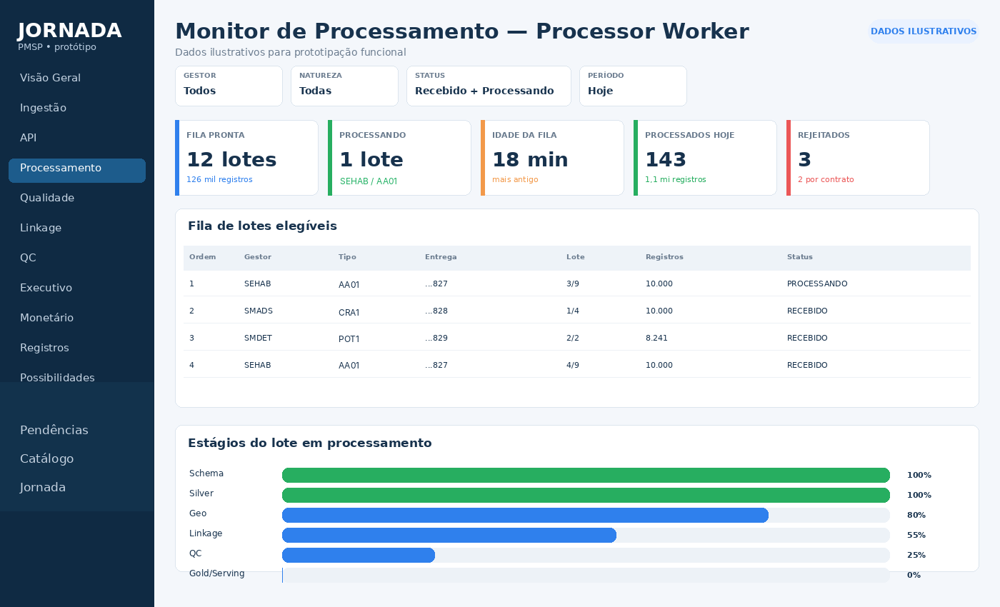 JORNADA
PMSP • protótipo
Visão Geral
Ingestão
API
Processamento
Qualidade
Linkage
QC
Executivo
Monetário
Registros
Possibilidades
Pendências
Catálogo
Jornada
Monitor de Processamento — Processor Worker
DADOS ILUSTRATIVOS
Dados ilustrativos para prototipação funcional
GESTOR NATUREZA STATUS PERÍODO
Todos Todas Recebido + Processando Hoje
FILA PRONTA PROCESSANDO IDADE DA FILA PROCESSADOS HOJE REJEITADOS
12 lotes 1 lote 18 min 143 3
126 mil registros SEHAB / AA01 mais antigo 1,1 mi registros 2 por contrato
Fila de lotes elegíveis
Ordem Gestor Tipo Entrega Lote Registros Status
1 SEHAB AA01 ...827 3/9 10.000 PROCESSANDO
2 SMADS CRA1 ...828 1/4 10.000 RECEBIDO
3 SMDET POT1 ...829 2/2 8.241 RECEBIDO
4 SEHAB AA01 ...827 4/9 10.000 RECEBIDO
Estágios do lote em processamento
Schema 100%
Silver 100%
Geo 80%
Linkage 55%
QC 25%
Gold/Serving 0%